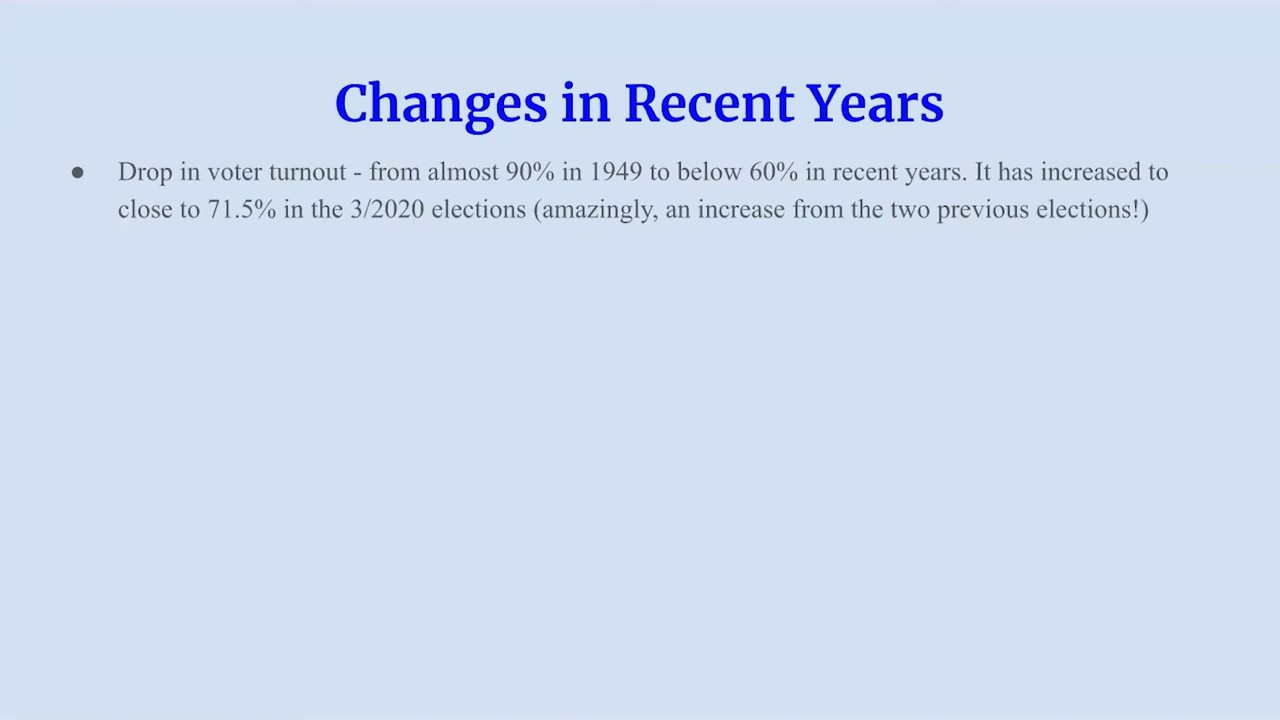 Changes in Recent Years
● Drop in voter turnout - from almost 90% in 1949 to below 60% in recent years. It has increased to
close to 71.5% in the 3/2020 elections (amazingly, an increase from the two previous elections!)